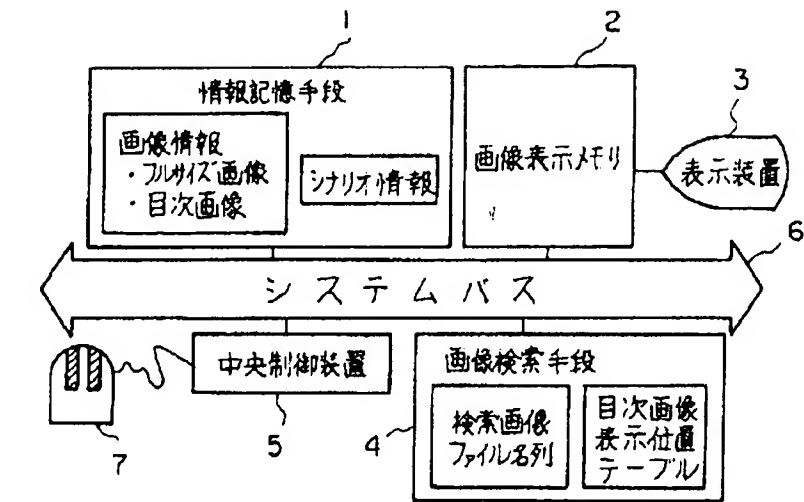 1
2
3
情報記憶手段
画像情報
・フルサイズ画像
・目次画像
シナリオ情報
画像表示メモリ
表示装置
6
システムバス
中央制御装置
画像検索手段
検索画像
ファイル名列
目次画像
表示位置
テーブル
7
5
4